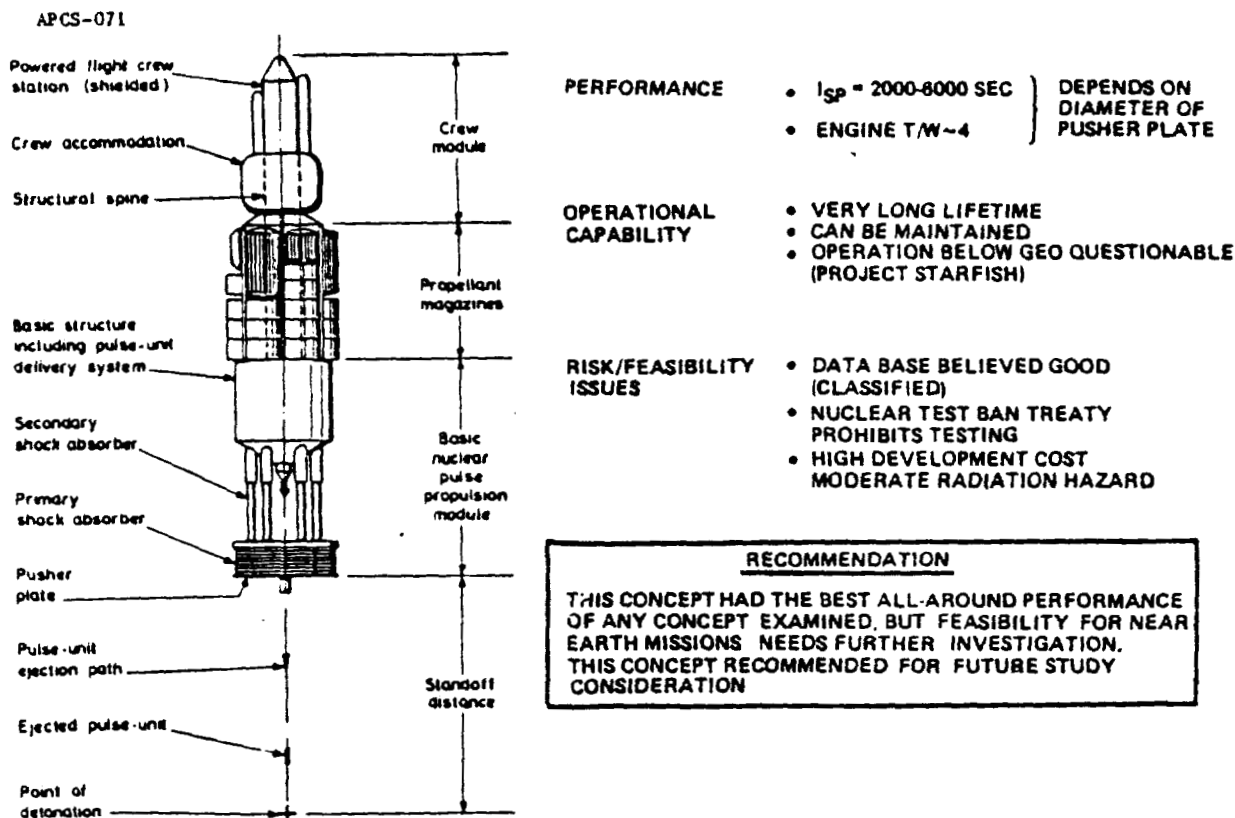 APCS-071
Powered flight crew
station (shielded)
Crew accommodation
Structural spine
Basic structure
including pulse-unit
delivery system
Secondary
shock absorber
Primary
shock absorber
Pusher
plate
Pulse-unit
ejection path
Ejected pulse-unit
Point of
detonation
Crew
module
Propellant
magazines
Basic
nuclear
pulse
propulsion
module
Standoff
distance
PERFORMANCE
• ISP = 2000-6000 SEC
• ENGINE T/W~4
DEPENDS ON
DIAMETER OF
PUSHER PLATE
OPERATIONAL
CAPABILITY
• VERY LONG LIFETIME
• CAN BE MAINTAINED
• OPERATION BELOW GEO QUESTIONABLE
(PROJECT STARFISH)
RISK/FEASIBILITY
ISSUES
• DATA BASE BELIEVED GOOD
(CLASSIFIED)
• NUCLEAR TEST BAN TREATY
PROHIBITS TESTING
• HIGH DEVELOPMENT COST
MODERATE RADIATION HAZARD
RECOMMENDATION
THIS CONCEPT HAD THE BEST ALL-AROUND PERFORMANCE
OF ANY CONCEPT EXAMINED, BUT FEASIBILITY FOR NEAR
EARTH MISSIONS NEEDS FURTHER INVESTIGATION.
THIS CONCEPT RECOMMENDED FOR FUTURE STUDY
CONSIDERATION